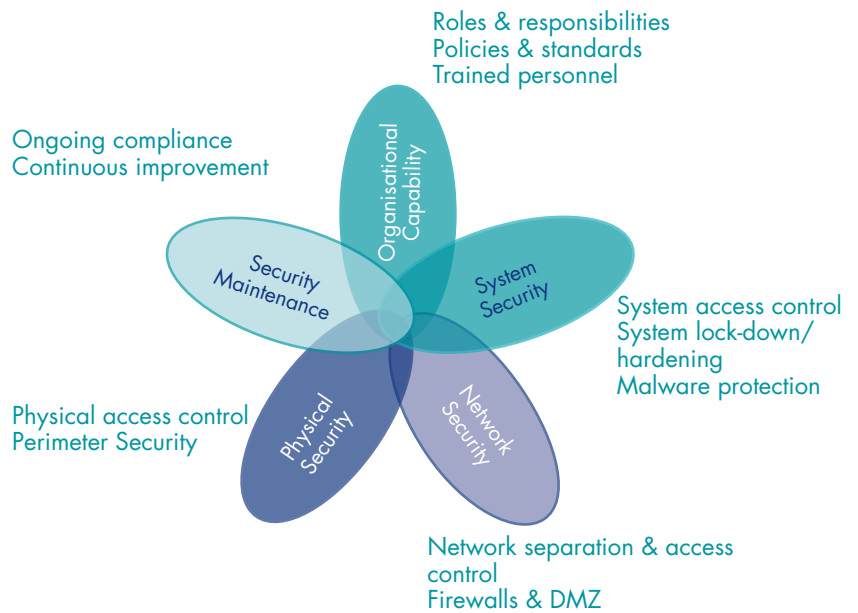 Roles & responsibilities
Policies & standards
Trained personnel
Ongoing compliance
Continuous improvement
Organisational
Capability
Security
Maintenance
System
Security
System access control
System lock-down/
hardening
Malware protection
Physical access control
Perimeter Security
Physical
Security
Network
Security
Network separation & access
control
Firewalls & DMZ